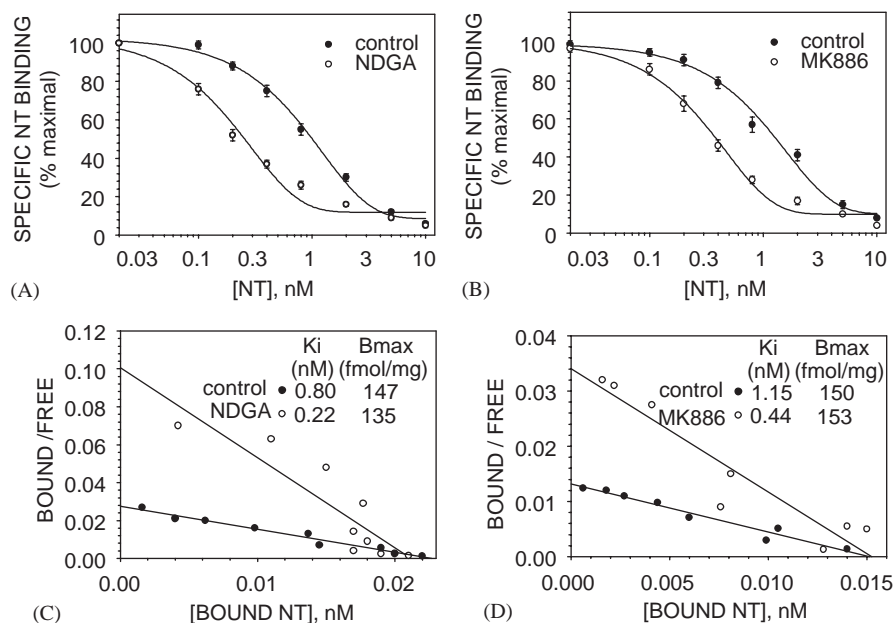 SPECIFIC NT BINDING
(% maximal)
100
80
60
40
20
0
control
NDGA
0.03 0.1 0.3 1 3 10
[NT], nM
(A)
SPECIFIC NT BINDING
(% maximal)
100
80
60
40
20
0
control
MK886
0.03 0.1 0.3 1 3 10
[NT], nM
(B)
BOUND /FREE
0.12
0.10
0.08
0.06
0.04
0.02
0.00
Ki Bmax
(nM) (fmol/mg)
control 0.80 147
NDGA 0.22 135
0.00 0.01 0.02
[BOUND NT], nM
(C)
BOUND / FREE
0.04
0.03
0.02
0.01
0.00
Ki Bmax
(nM) (fmol/mg)
control 1.15 150
MK886 0.44 153
0.000 0.005 0.010 0.015
[BOUND NT], nM
(D)